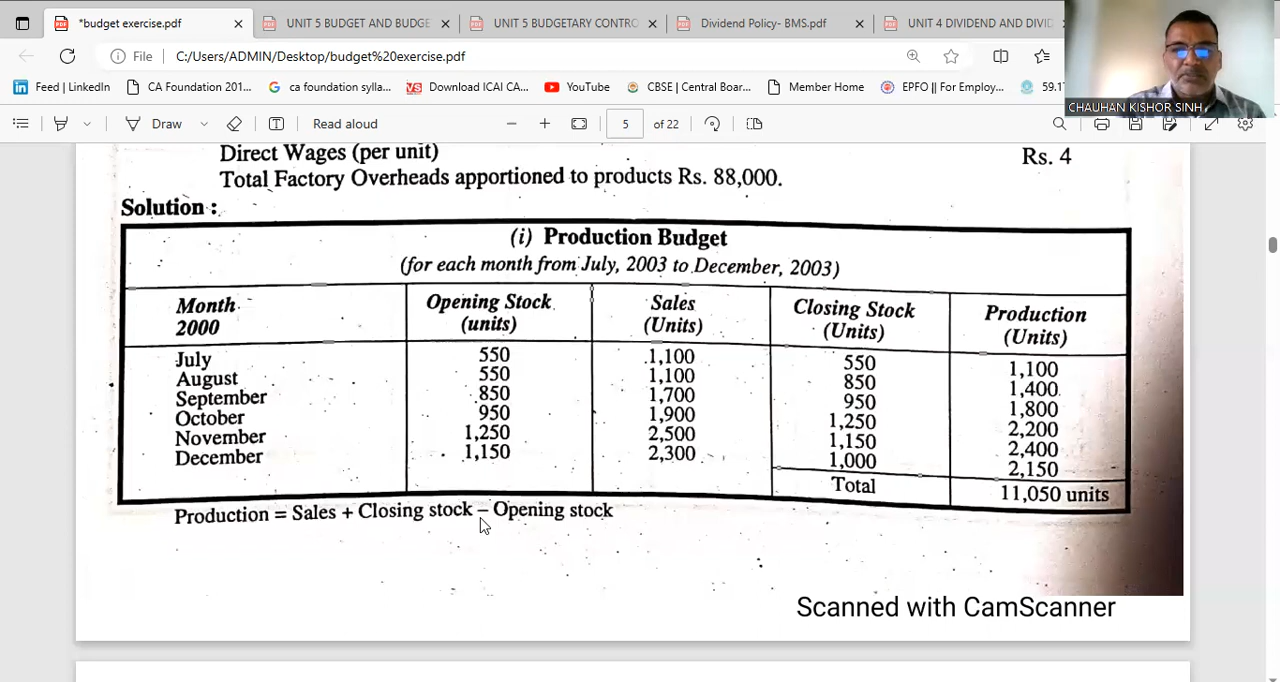 *budget exercise.pdf
UNIT 5 BUDGET AND BUDGE
UNIT 5 BUDGETARY CONTRO
Dividend Policy- BMS.pdf
UNIT 4 DIVIDEND AND DIVID
File C:/Users/ADMIN/Desktop/budget%20exercise.pdf
Feed | LinkedIn
CA Foundation 201...
ca foundation sylla...
Download ICAI CA...
YouTube
CBSE | Central Boar...
Member Home
EPFO || For Employ...
59.1
CHAUHAN KISHOR SINH
Draw
Read aloud
5 of 22
Direct Wages (per unit) Rs. 4
Total Factory Overheads apportioned to products Rs. 88,000.
Solution :
(i) Production Budget
(for each month from July, 2003 to December, 2003)
Month Opening Stock Sales Closing Stock Production
2000 (units) (Units) (Units) (Units)
July 550 1,100 550 1,100
August 550 1,100 850 1,400
September 850 1,700 950 1,800
October 950 1,900 1,250 2,200
November 1,250 2,500 1,150 2,400
December 1,150 2,300 1,000 2,150
Total 11,050 units
Production = Sales + Closing stock – Opening stock
Scanned with CamScanner